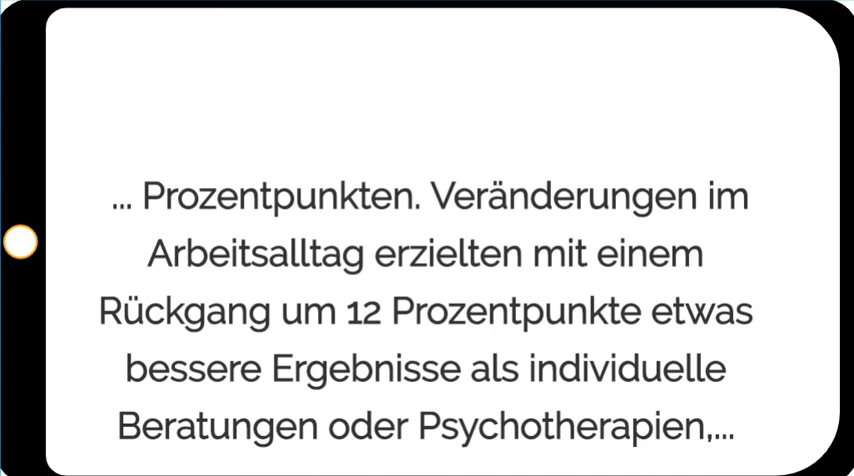 ... Prozentpunkten. Veränderungen im
Arbeitsalltag erzielten mit einem
Rückgang um 12 Prozentpunkte etwas
bessere Ergebnisse als individuelle
Beratungen oder Psychotherapien,...